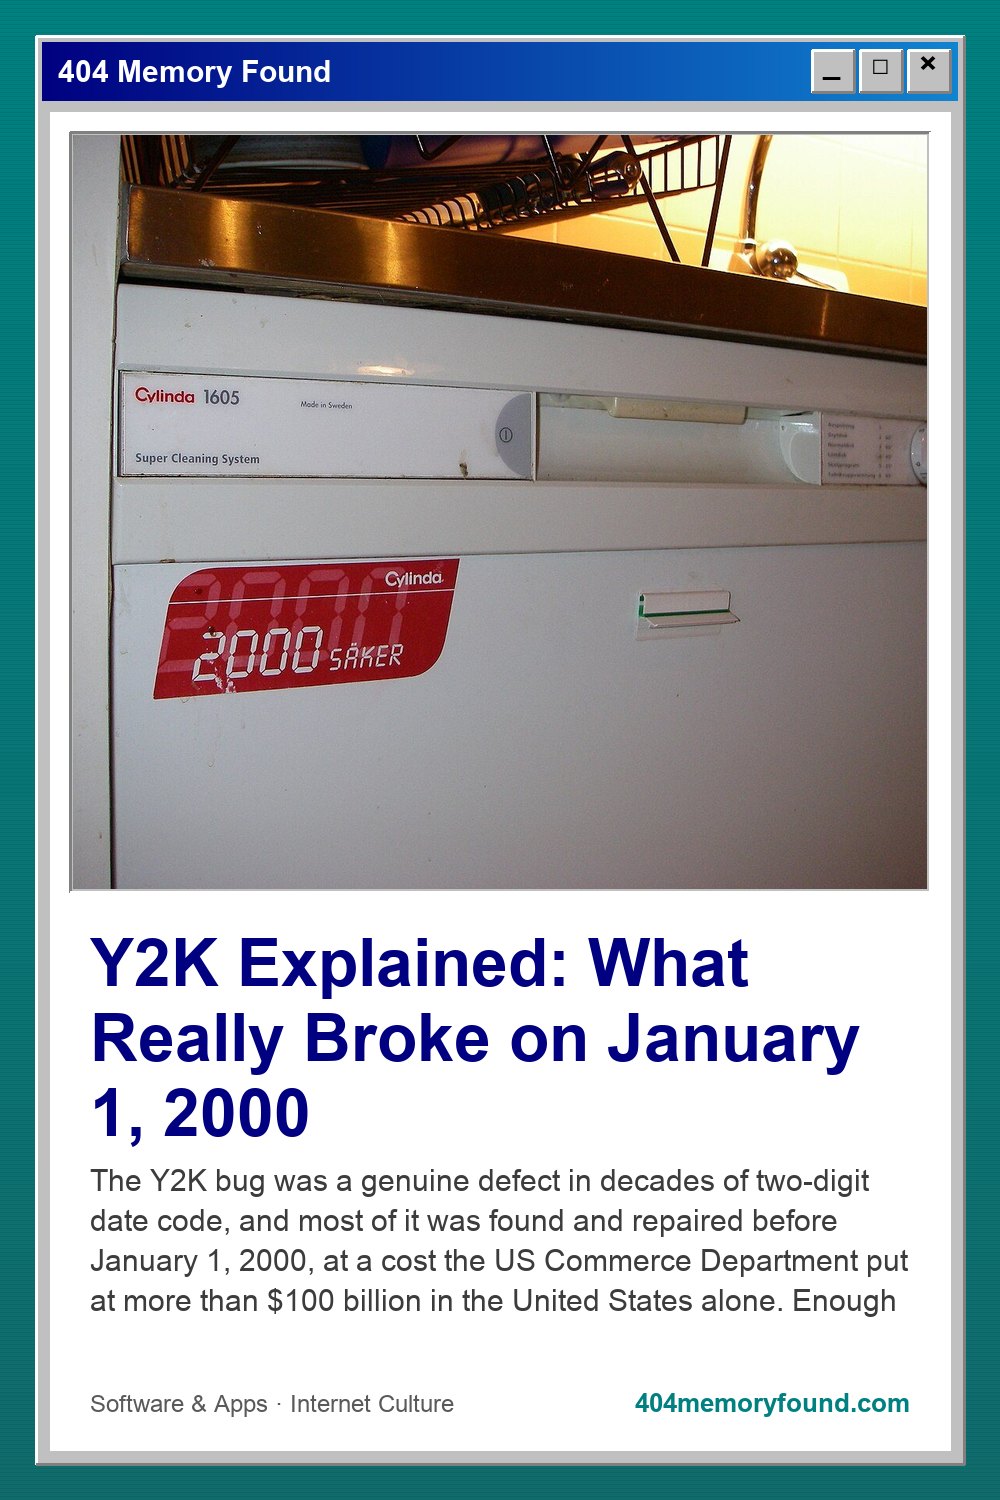 404 Memory Found
Cylinda 1605
Made in Sweden
Super Cleaning System
Cylinda
2000 SÄKER
Y2K Explained: What
Really Broke on January
1, 2000
The Y2K bug was a genuine defect in decades of two-digit
date code, and most of it was found and repaired before
January 1, 2000, at a cost the US Commerce Department put
at more than $100 billion in the United States alone. Enough
Software & Apps · Internet Culture
404memoryfound.com